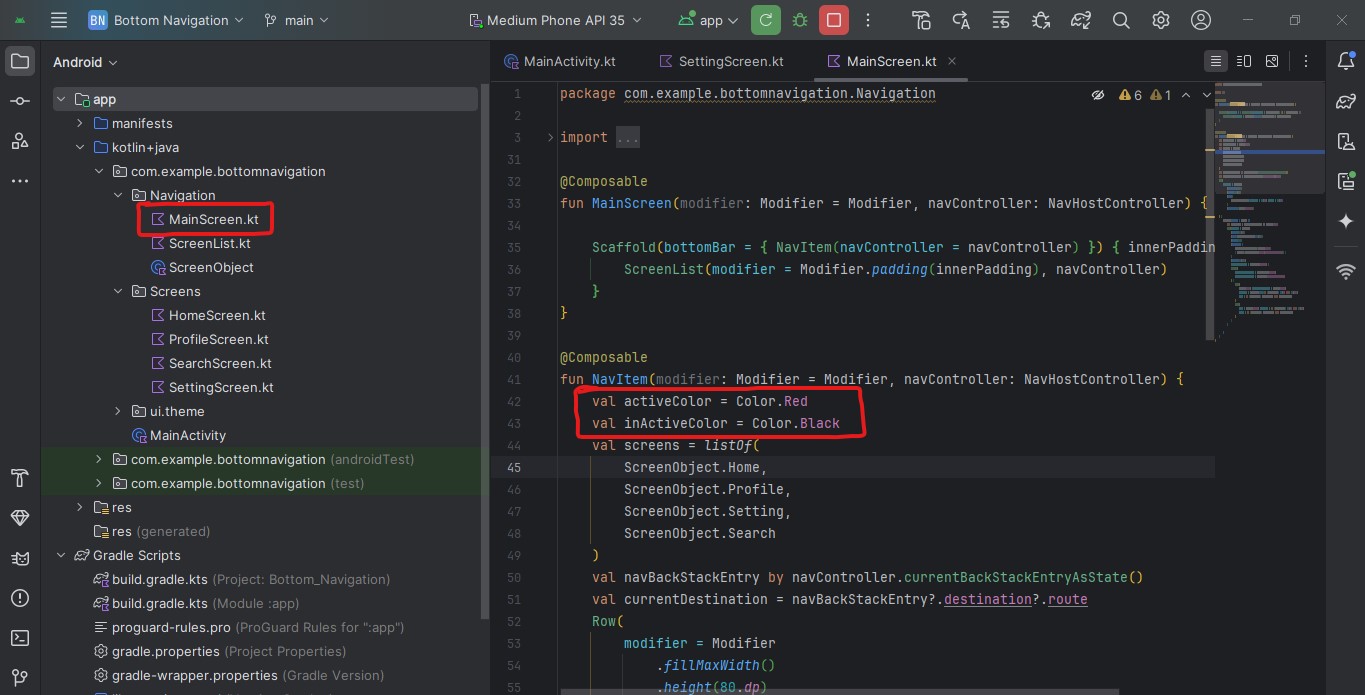 BN Bottom Navigation main Medium Phone API 35 app
Android
app
manifests
kotlin+java
com.example.bottomnavigation
Navigation
MainScreen.kt
ScreenList.kt
ScreenObject
Screens
HomeScreen.kt
ProfileScreen.kt
SearchScreen.kt
SettingScreen.kt
ui.theme
MainActivity
com.example.bottomnavigation (androidTest)
com.example.bottomnavigation (test)
res
res (generated)
Gradle Scripts
build.gradle.kts (Project: Bottom_Navigation)
build.gradle.kts (Module :app)
proguard-rules.pro (ProGuard Rules for ":app")
gradle.properties (Project Properties)
gradle-wrapper.properties (Gradle Version)
MainActivity.kt SettingScreen.kt MainScreen.kt
6 1
1 package com.example.bottomnavigation.Navigation
2
3 import ...
31
32 @Composable
33 fun MainScreen(modifier: Modifier = Modifier, navController: NavHostController) {
34
35 Scaffold(bottomBar = { NavItem(navController = navController) }) { innerPaddin
36 ScreenList(modifier = Modifier.padding(innerPadding), navController)
37 }
38 }
39
40 @Composable
41 fun NavItem(modifier: Modifier = Modifier, navController: NavHostController) {
42 val activeColor = Color.Red
43 val inActiveColor = Color.Black
44 val screens = listOf(
45 ScreenObject.Home,
46 ScreenObject.Profile,
47 ScreenObject.Setting,
48 ScreenObject.Search
49 )
50 val navBackStackEntry by navController.currentBackStackEntryAsState()
51 val currentDestination = navBackStackEntry?.destination?.route
52 Row(
53 modifier = Modifier
54 .fillMaxWidth()
55 .height(80.dp)